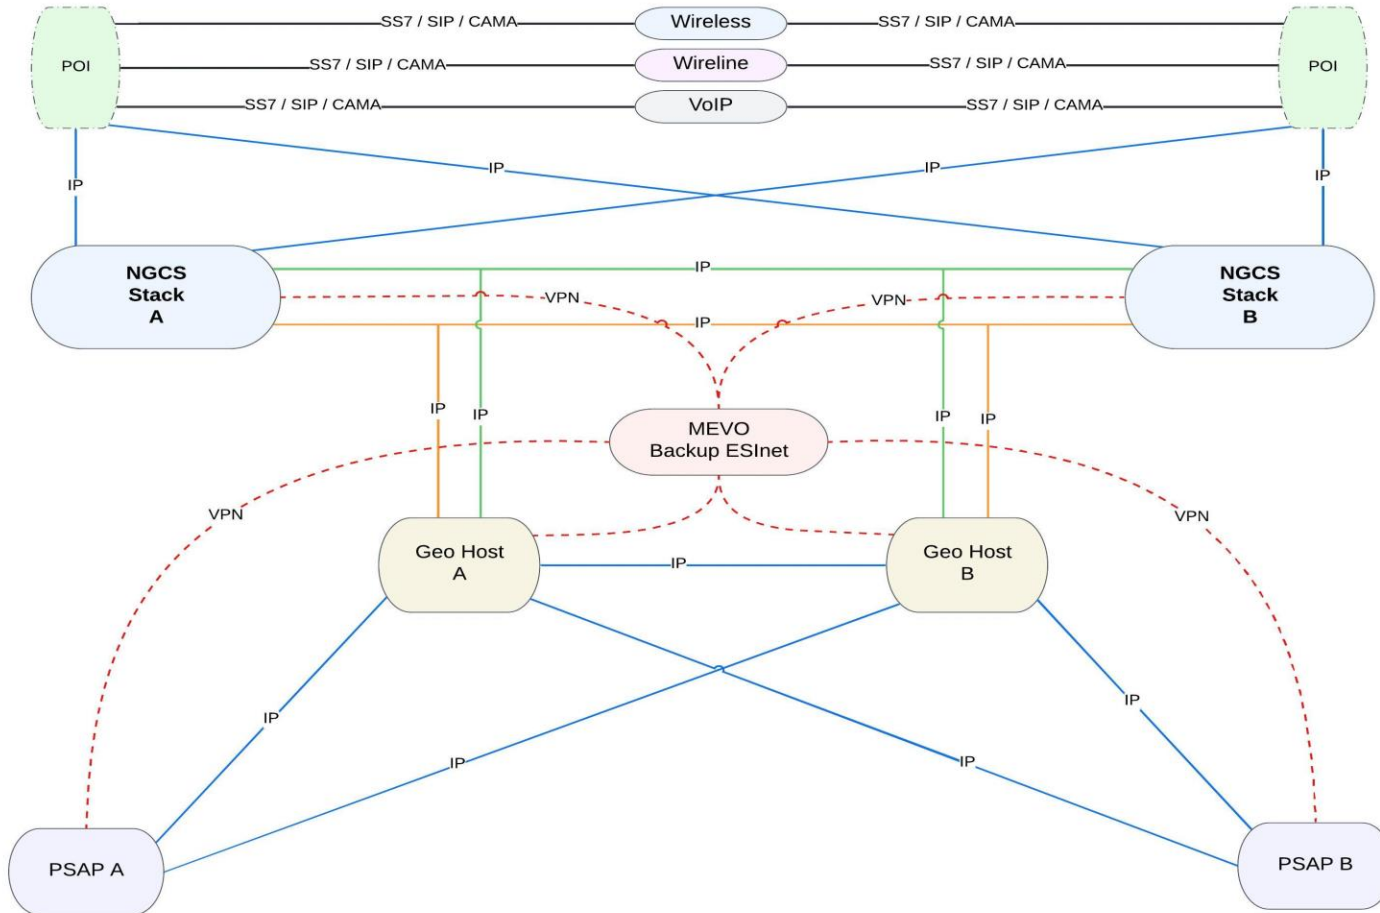 SS7 / SIP / CAMA
Wireless
SS7 / SIP / CAMA
POI
SS7 / SIP / CAMA
Wireline
SS7 / SIP / CAMA
POI
SS7 / SIP / CAMA
VoIP
SS7 / SIP / CAMA
IP
IP
IP
IP
NGCS
Stack
A
IP
NGCS
Stack
B
VPN
VPN
IP
IP
IP
IP
IP
MEVO
Backup ESInet
VPN
VPN
Geo Host
A
IP
Geo Host
B
IP
IP
IP
IP
PSAP A
PSAP B